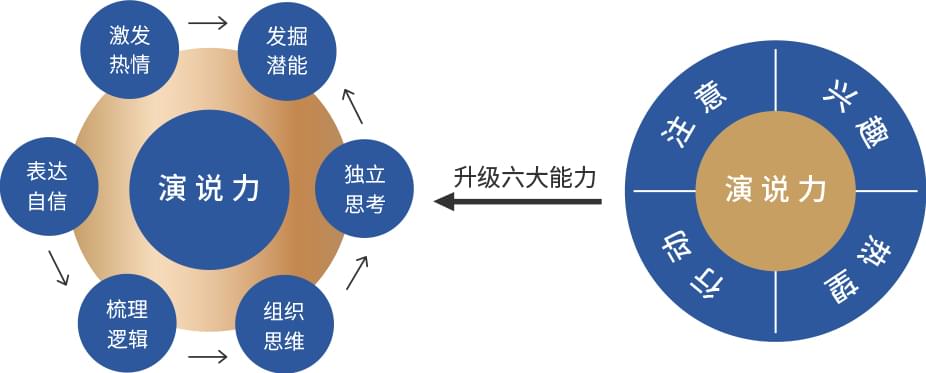 激发
热情
发掘
潜能
表达
自信
演说力
独立
思考
梳理
逻辑
组织
思维
升级六大能力
注意
兴趣
演说力
行动
热望